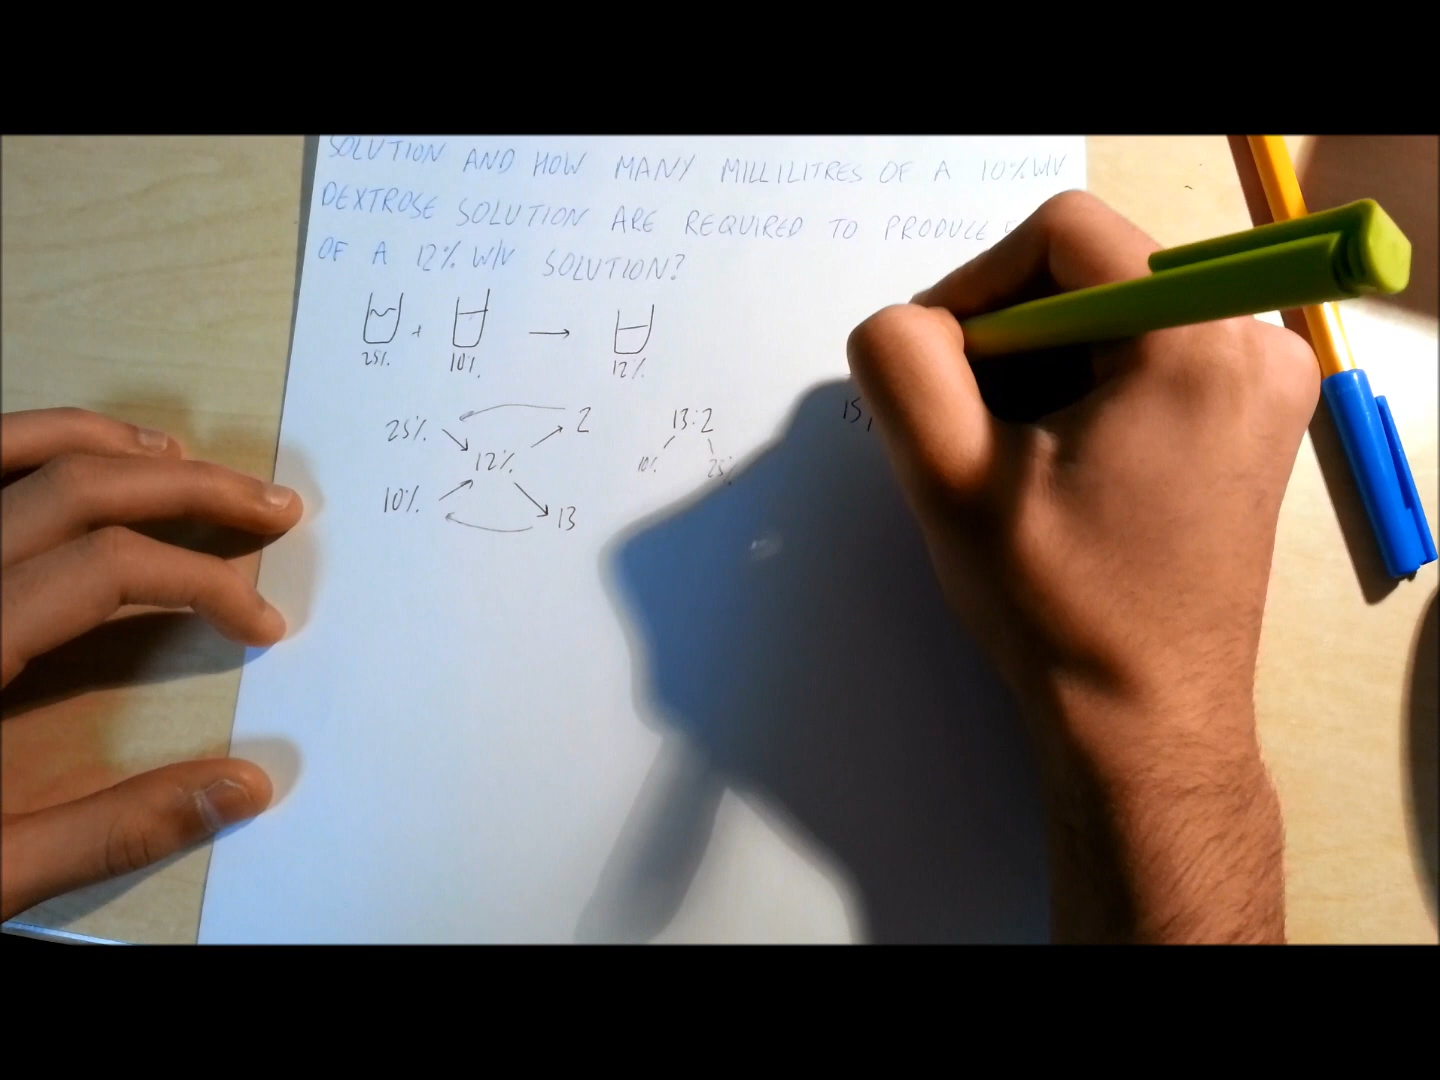 SOLUTION AND HOW MANY MILLILITRES OF A 10% W/V
DEXTROSE SOLUTION ARE REQUIRED TO PRODUCE
OF A 12% W/V SOLUTION?
+ →
25% 10% 12%
25% 2 13:2 15
12% 10% 25%
10% 13